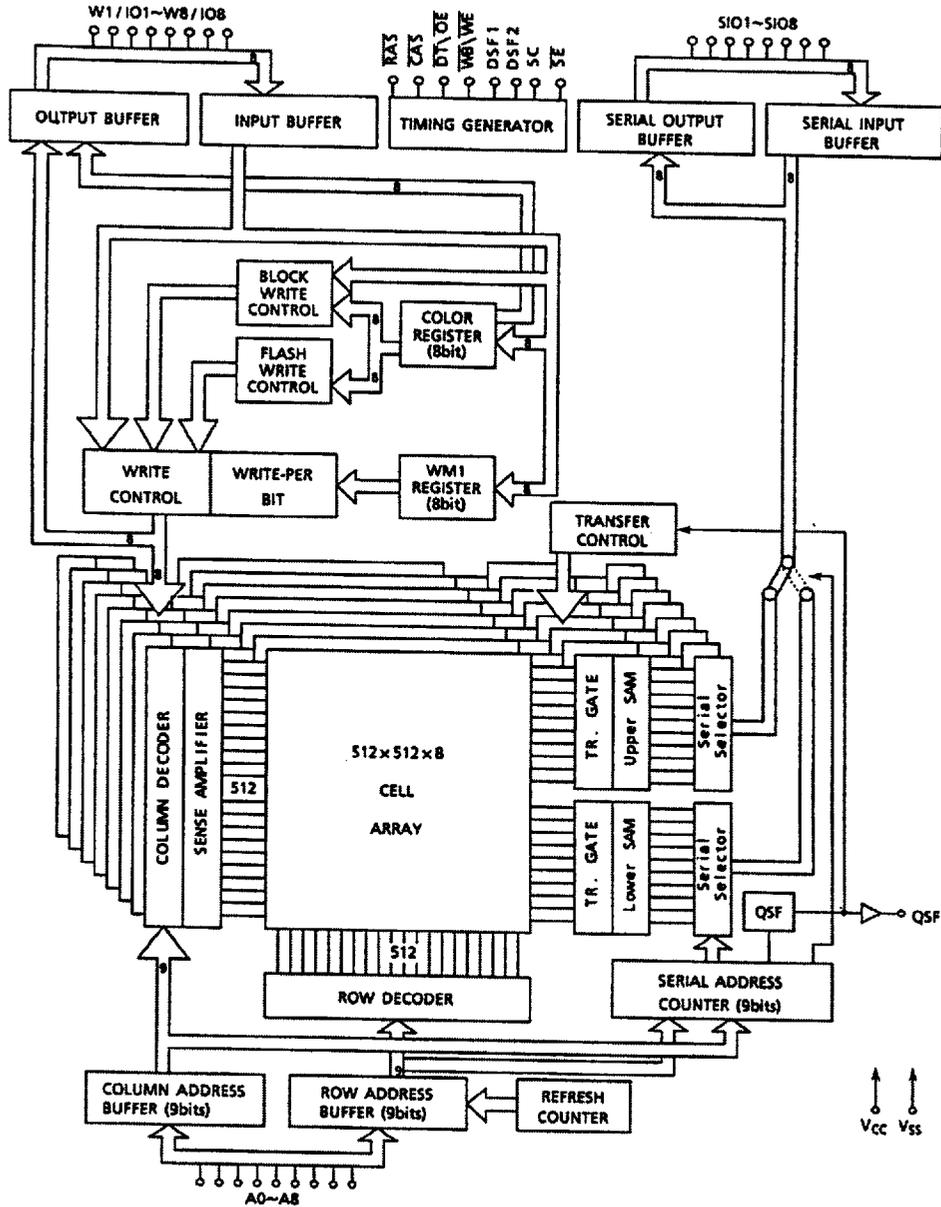 W1/IO1~W8/IO8
SIO1~SIO8
RAS
CAS
DT\OE
WB\WE
DSF1
DSF2
SC
SE
8
8
OUTPUT BUFFER
INPUT BUFFER
TIMING GENERATOR
SERIAL OUTPUT
BUFFER
SERIAL INPUT
BUFFER
8
8
8
BLOCK
WRITE
CONTROL
COLOR
REGISTER
(8bit)
8
8
FLASH
WRITE
CONTROL
8
WRITE
CONTROL
WRITE-PER
BIT
WM1
REGISTER
(8bit)
8
TRANSFER
CONTROL
8
8
COLUMN DECODER
SENSE AMPLIFIER
512
512×512×8
CELL
ARRAY
TR. GATE
Upper SAM
Serial
Selector
TR. GATE
Lower SAM
Serial
Selector
QSF
QSF
512
9
ROW DECODER
SERIAL ADDRESS
COUNTER (9bits)
9
COLUMN ADDRESS
BUFFER (9bits)
ROW ADDRESS
BUFFER (9bits)
REFRESH
COUNTER
VCC
VSS
A0~A8